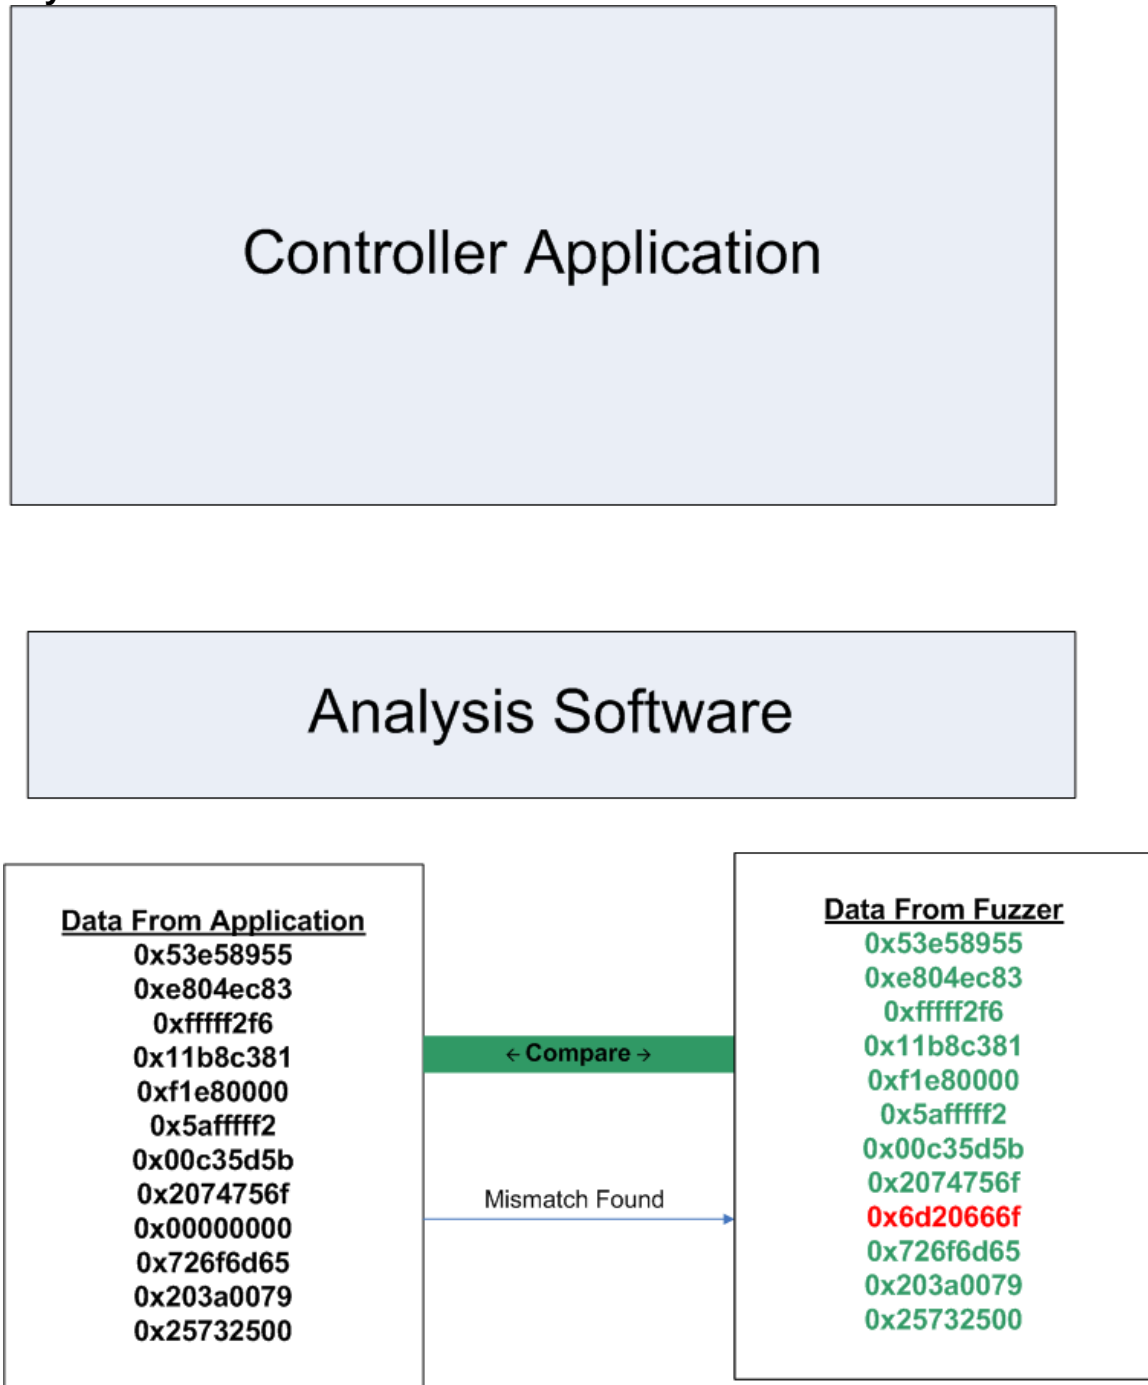 Controller Application
Analysis Software
Data From Application
0x53e58955
0xe804ec83
0xfffff2f6
0x11b8c381
0xf1e80000
0x5afffff2
0x00c35d5b
0x2074756f
0x00000000
0x726f6d65
0x203a0079
0x25732500
← Compare →
Mismatch Found
Data From Fuzzer
0x53e58955
0xe804ec83
0xfffff2f6
0x11b8c381
0xf1e80000
0x5afffff2
0x00c35d5b
0x2074756f
0x6d20666f
0x726f6d65
0x203a0079
0x25732500